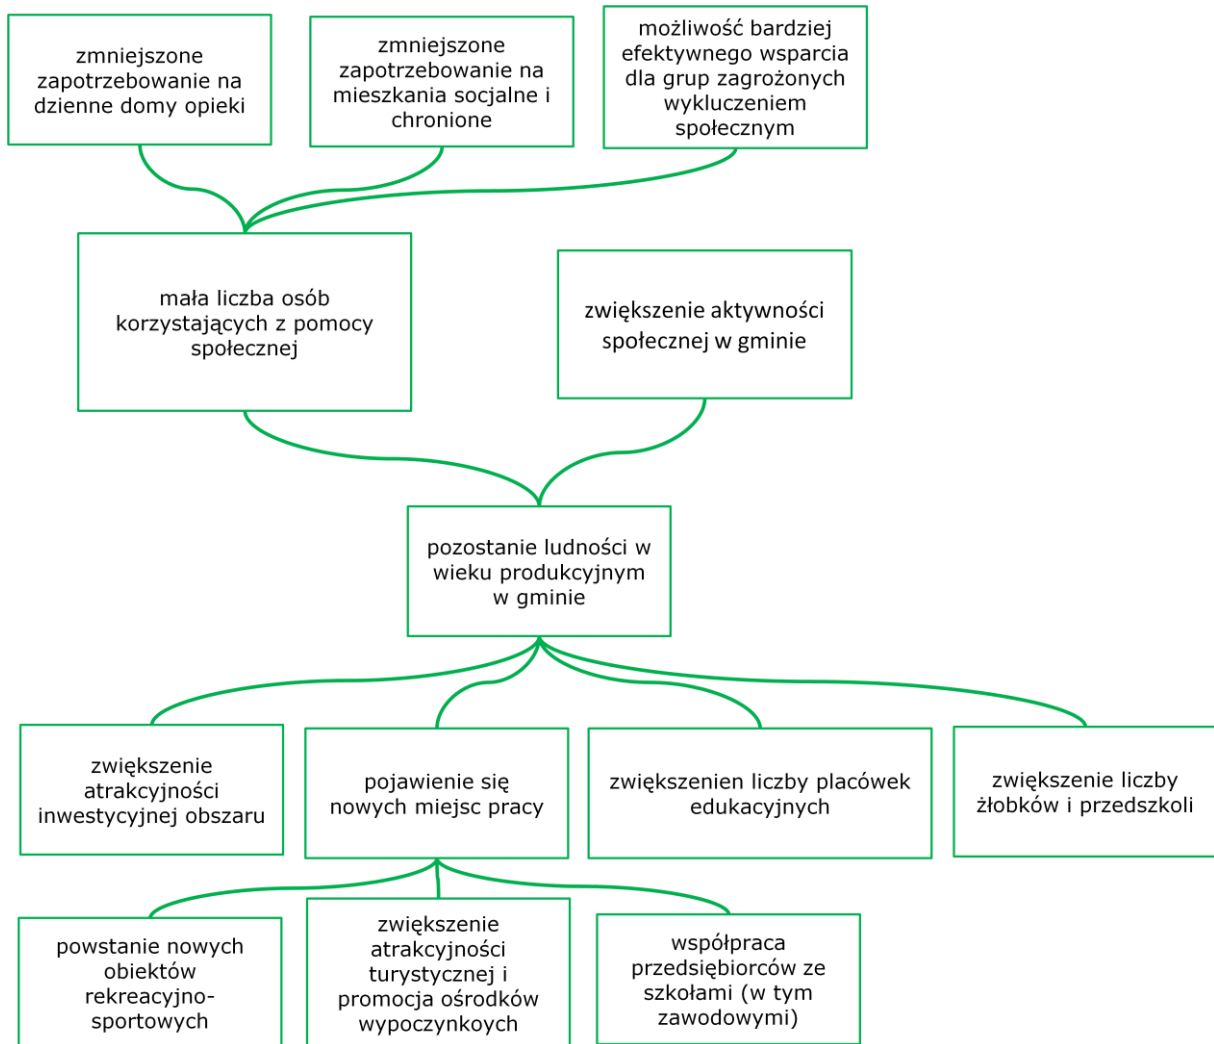 zmniejszone
zapotrzebowanie na
dzienne domy opieki
zmniejszone
zapotrzebowanie na
mieszkania socjalne i
chronione
możliwość bardziej
efektywnego wsparcia
dla grup zagrożonych
wykluczeniem
społecznym
mała liczba osób
korzystających z pomocy
społecznej
zwiększenie aktywności
społecznej w gminie
pozostanie ludności w
wieku produkcyjnym
w gminie
zwiększenie
atrakcyjności
inwestycyjnej obszaru
pojawienie się
nowych miejsc pracy
zwiększenien liczby placówek
edukacyjnych
zwiększenie liczby
żłobków i przedszkoli
powstanie nowych
obiektów
rekreacyjno-
sportowych
zwiększenie
atrakcyjności
turystycznej i
promocja ośrodków
wypoczynkoych
współpraca
przedsiębiorców ze
szkołami (w tym
zawodowymi)